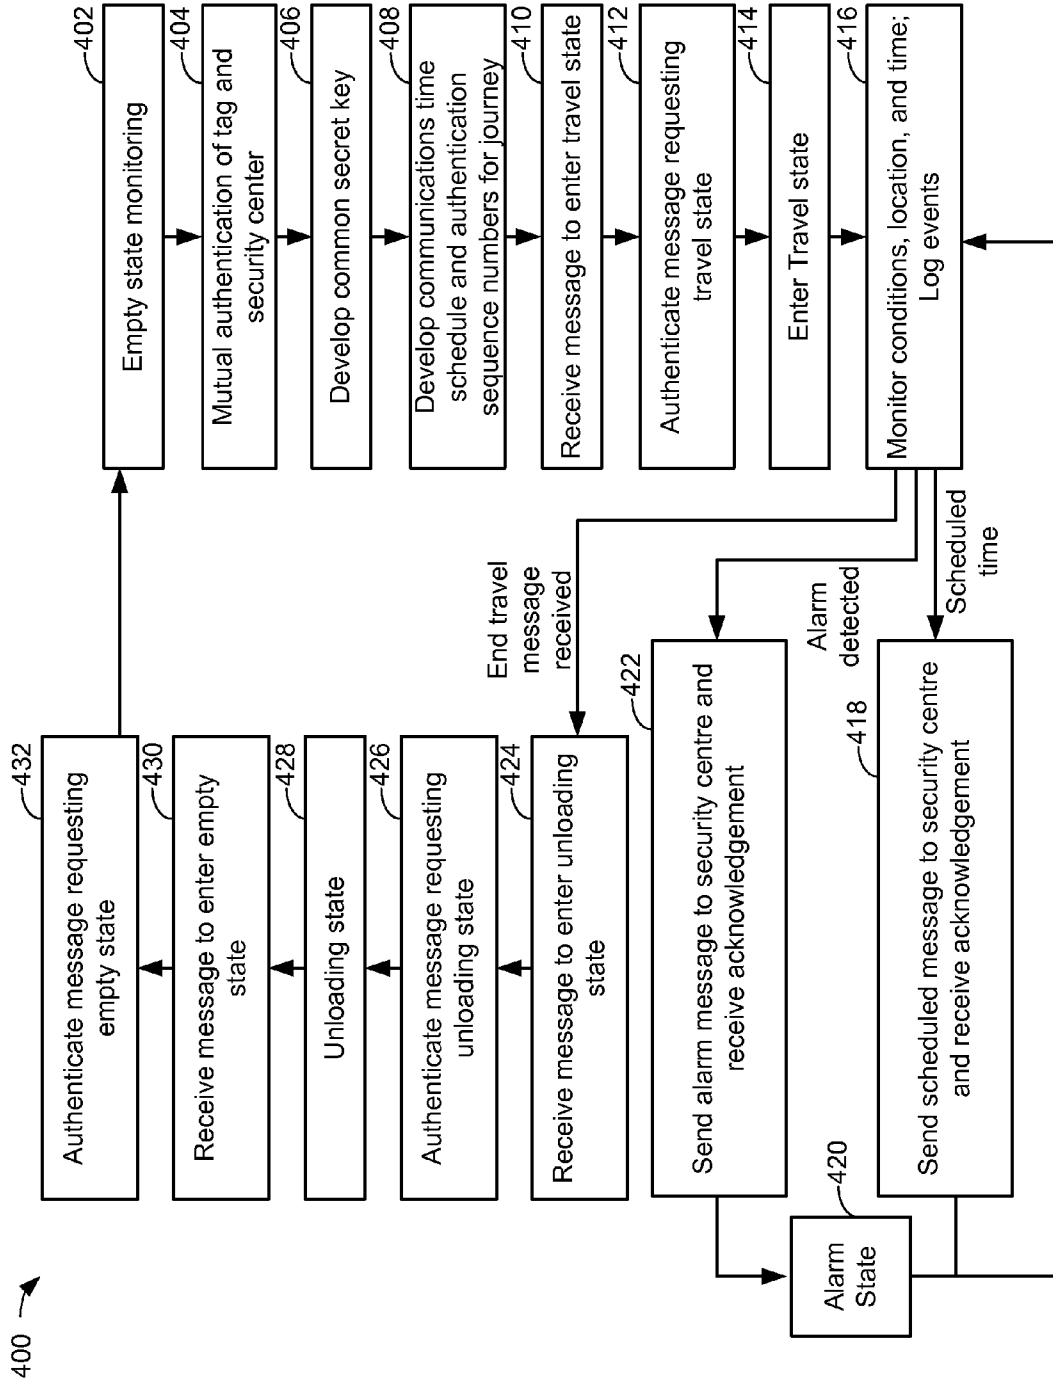 400
402
Empty state monitoring
404
Mutual authentication of tag and
security center
406
Develop common secret key
408
Develop communications time
schedule and authentication
sequence numbers for journey
410
Receive message to enter travel state
412
Authenticate message requesting
travel state
414
Enter Travel state
416
Monitor conditions, location, and time;
Log events
End travel
message
received
Alarm
detected
Scheduled
time
432
Authenticate message requesting
empty state
430
Receive message to enter empty
state
428
Unloading state
426
Authenticate message requesting
unloading state
424
Receive message to enter unloading
state
422
Send alarm message to security centre and
receive acknowledgement
418
Send scheduled message to security centre
and receive acknowledgement
420
Alarm
State